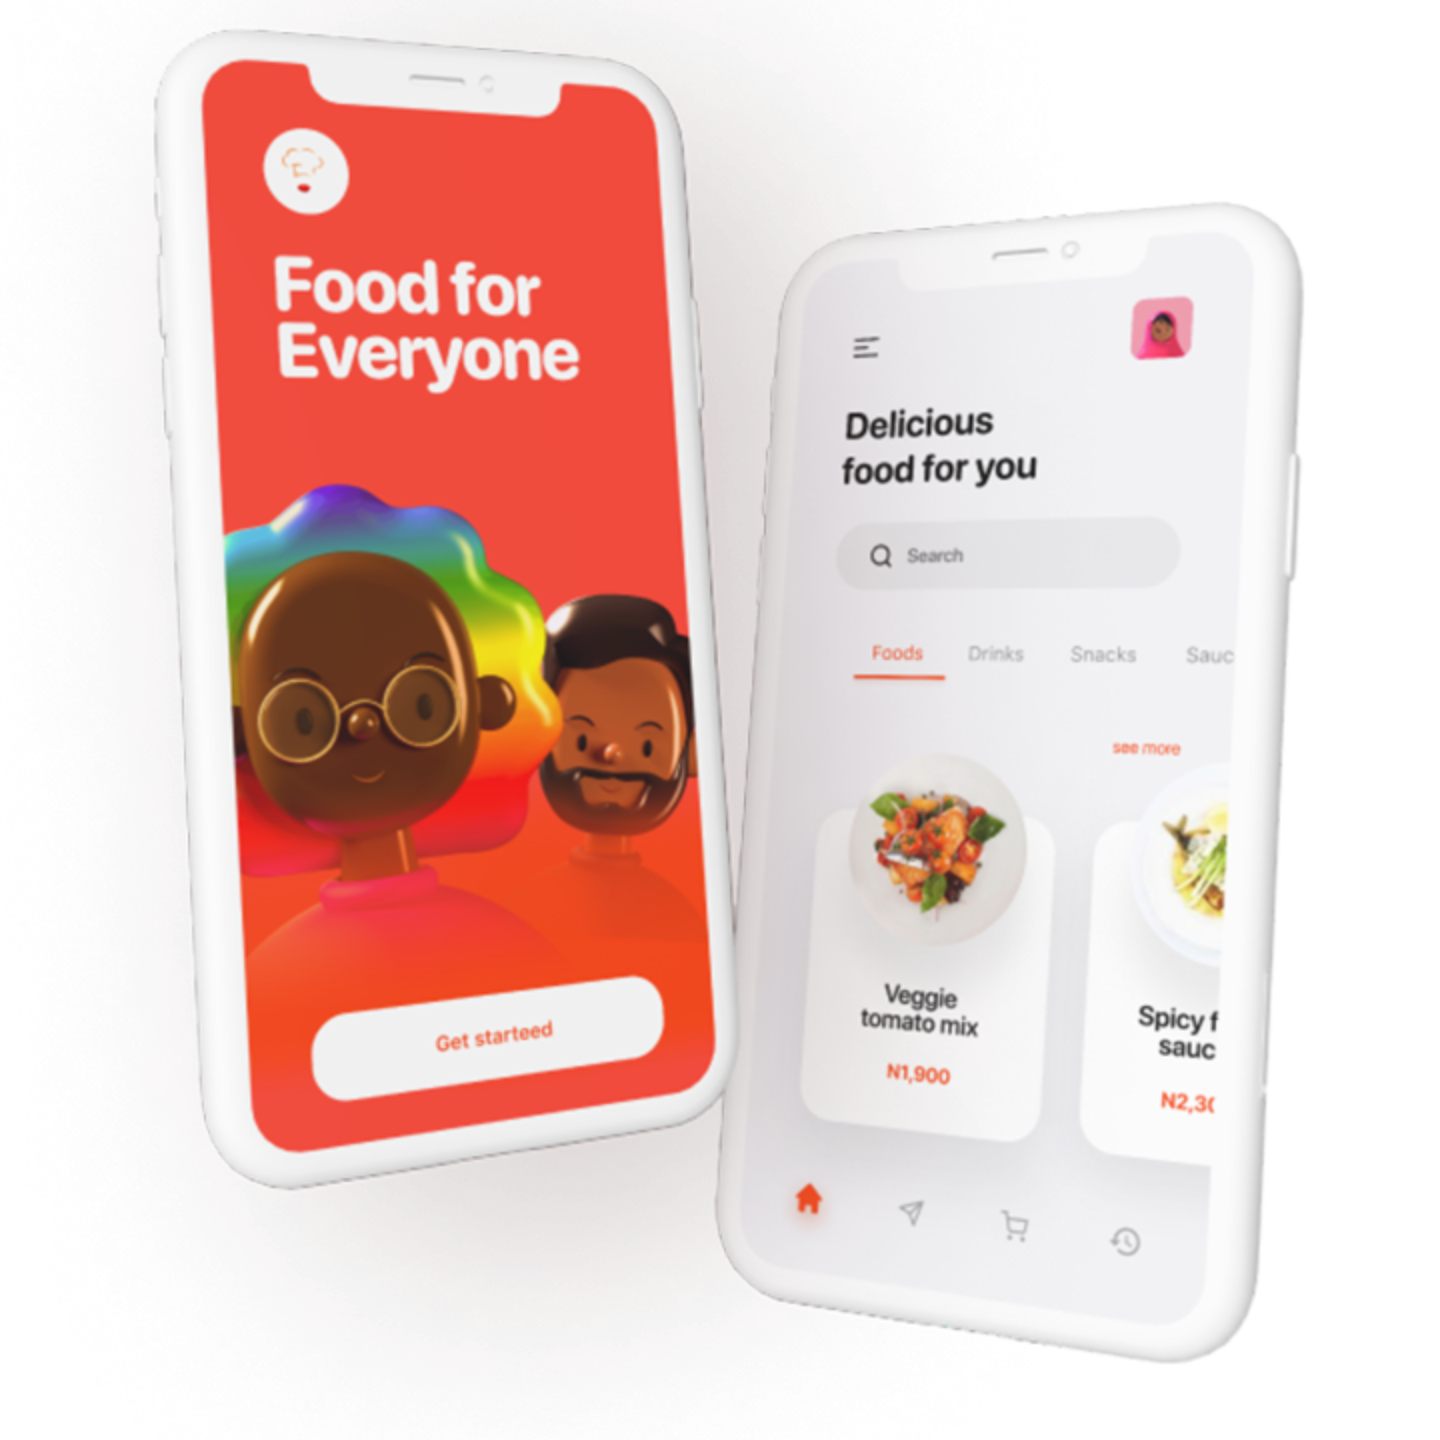 Food for
Everyone
Get starteed
Delicious
food for you
Search
Foods Drinks Snacks Sauc
see more
Veggie
tomato mix
N1,900
Spicy f
sauc
N2,30